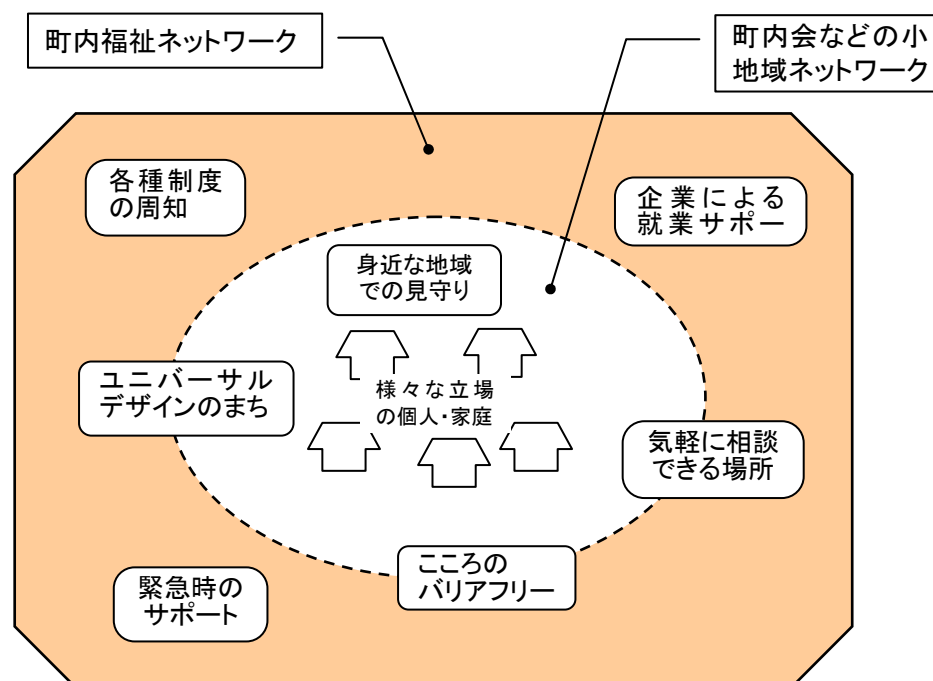 町内福祉ネットワーク
町内会などの小
地域ネットワーク
各種制度
の周知
企業による
就業サポー
身近な地域
での見守り
ユニバーサル
デザインのまち
様々な立場
の個人・家庭
気軽に相談
できる場所
こころの
バリアフリー
緊急時の
サポート